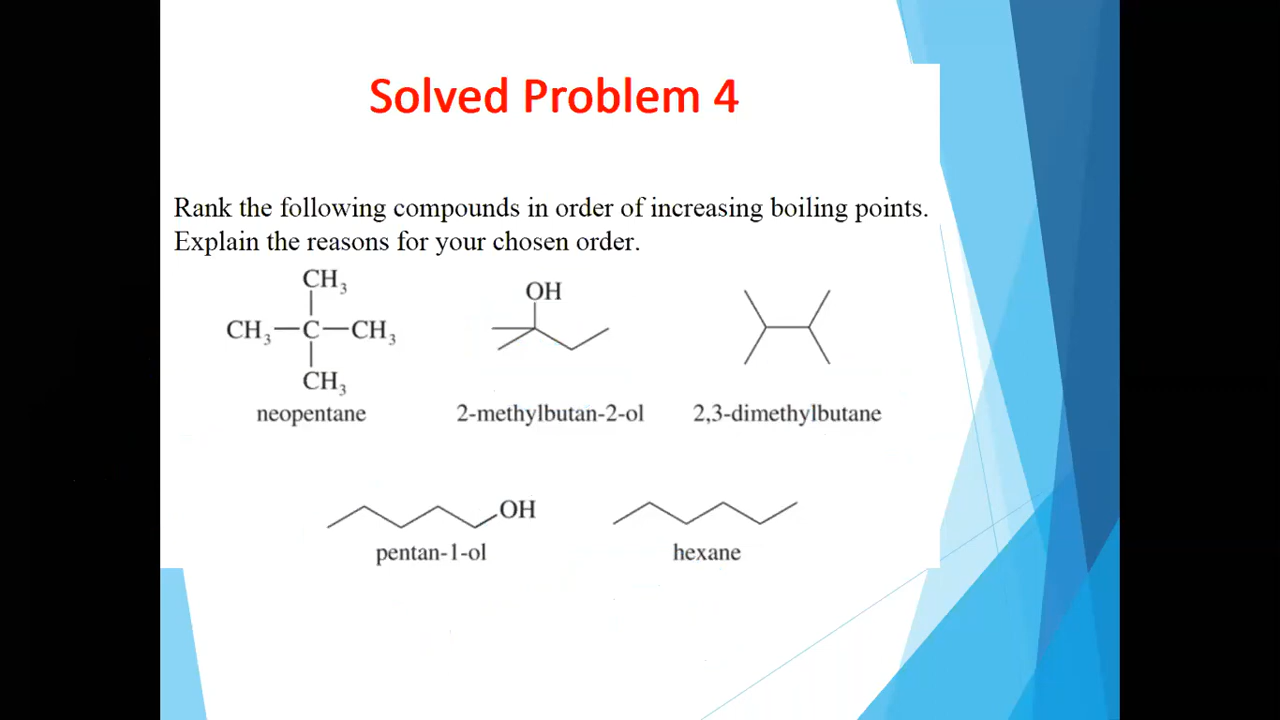 Solved Problem 4
Rank the following compounds in order of increasing boiling points.
Explain the reasons for your chosen order.
CH₃
CH₃—C—CH₃
CH₃
neopentane
OH
2-methylbutan-2-ol
2,3-dimethylbutane
OH
pentan-1-ol
hexane